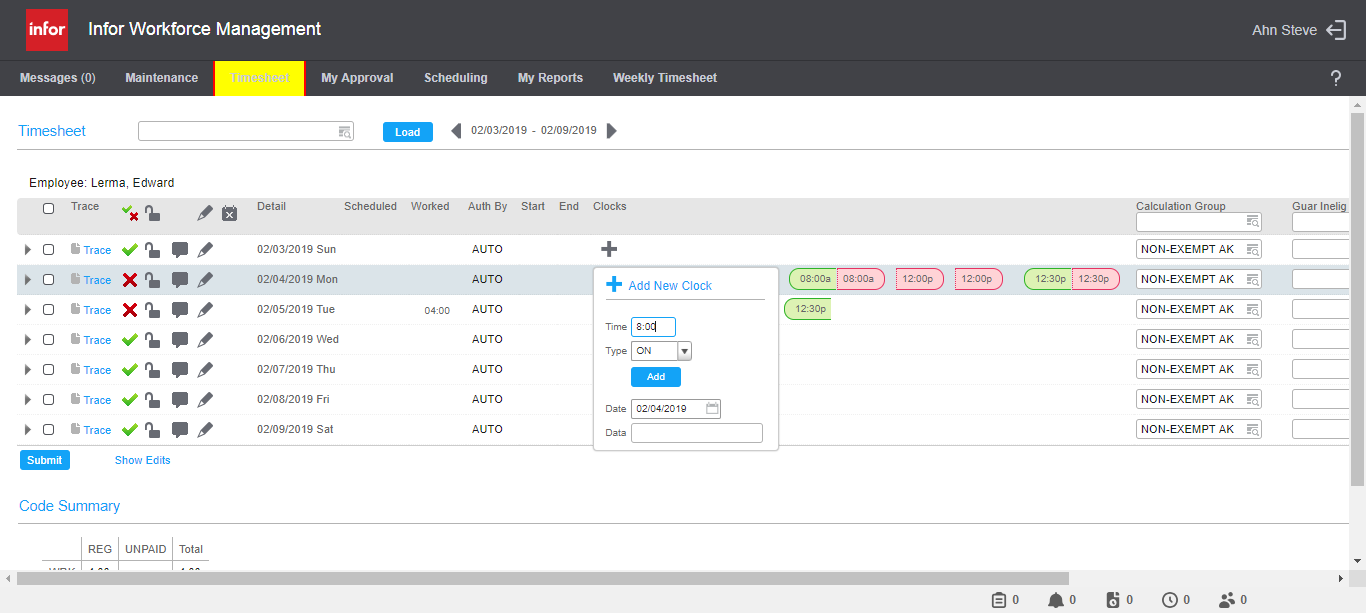 infor Infor Workforce Management Ahn Steve
Messages (0) Maintenance Timesheet My Approval Scheduling My Reports Weekly Timesheet ?
Timesheet Load 02/03/2019 - 02/09/2019
Employee: Lerma, Edward
Trace Detail Scheduled Worked Auth By Start End Clocks Calculation Group Guar Inelig
Trace 02/03/2019 Sun AUTO NON-EXEMPT AK
Trace 02/04/2019 Mon AUTO 08:00a 08:00a 12:00p 12:00p 12:30p 12:30p NON-EXEMPT AK
Trace 02/05/2019 Tue 04:00 AUTO 12:30p NON-EXEMPT AK
Trace 02/06/2019 Wed AUTO NON-EXEMPT AK
Trace 02/07/2019 Thu AUTO NON-EXEMPT AK
Trace 02/08/2019 Fri AUTO NON-EXEMPT AK
Trace 02/09/2019 Sat AUTO NON-EXEMPT AK
Add New Clock
Time 8:00
Type ON
Add
Date 02/04/2019
Data
Submit Show Edits
Code Summary
REG UNPAID Total
0 0 0 0 0